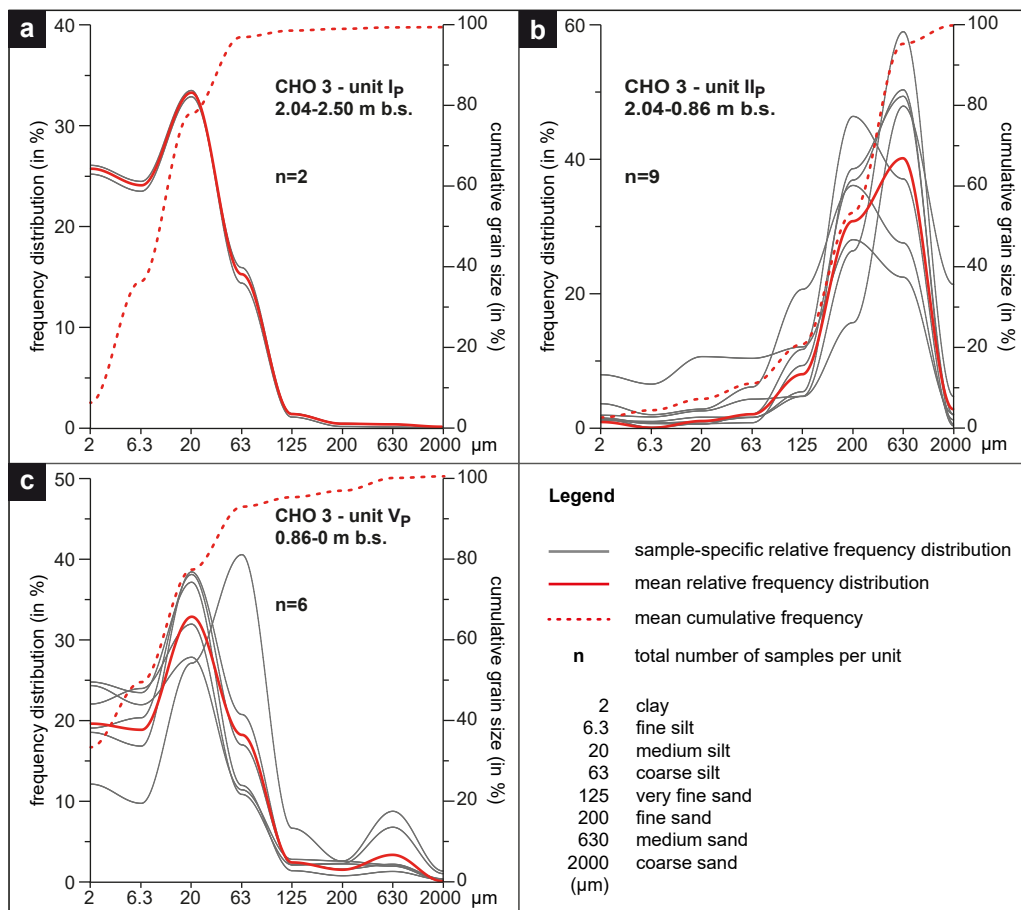 a
CHO 3 - unit IP
2.04-2.50 m b.s.
n=2
frequency distribution (in %)
40
30
20
10
0
cumulative grain size (in %)
100
80
60
40
20
0
2 6.3 20 63 125 200 630 2000 µm
b
CHO 3 - unit IIP
2.04-0.86 m b.s.
n=9
frequency distribution (in %)
60
40
20
0
cumulative grain size (in %)
100
80
60
40
20
0
2 6.3 20 63 125 200 630 2000 µm
c
CHO 3 - unit VP
0.86-0 m b.s.
n=6
frequency distribution (in %)
50
40
30
20
10
0
cumulative grain size (in %)
100
80
60
40
20
0
2 6.3 20 63 125 200 630 2000 µm
Legend
sample-specific relative frequency distribution
mean relative frequency distribution
mean cumulative frequency
n total number of samples per unit
2 clay
6.3 fine silt
20 medium silt
63 coarse silt
125 very fine sand
200 fine sand
630 medium sand
2000 coarse sand
(µm)